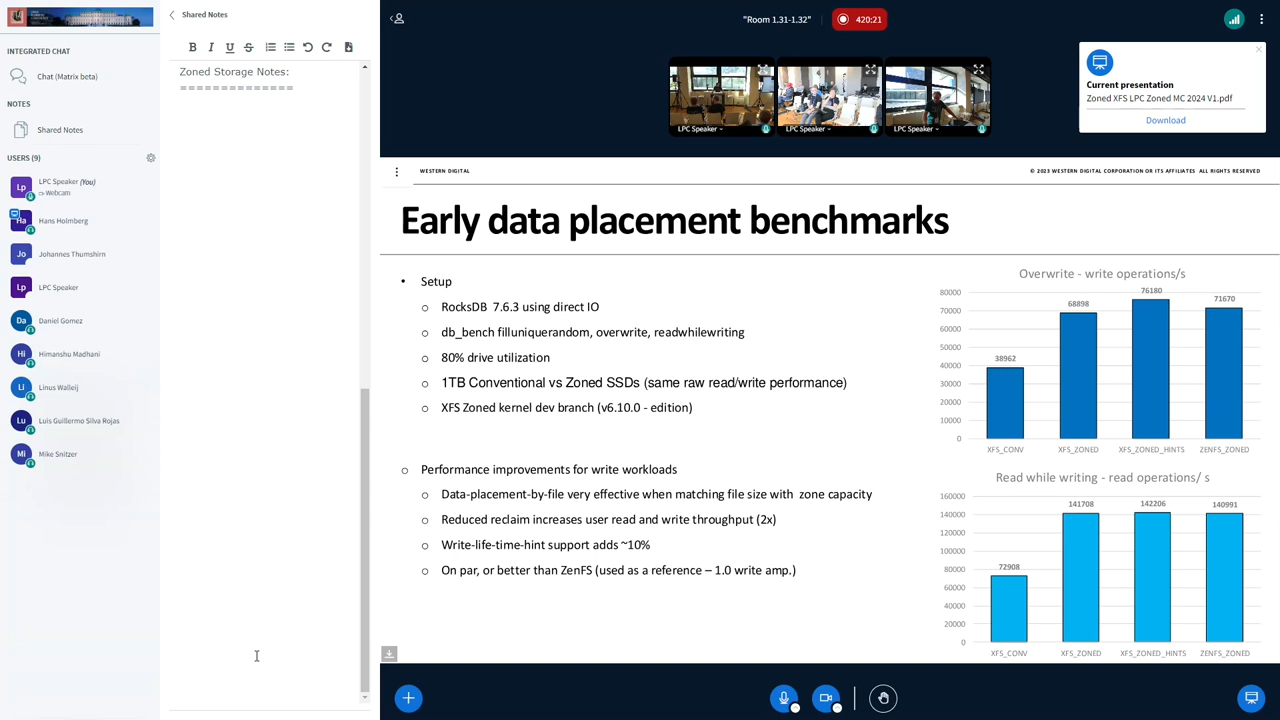 INTEGRATED CHAT
Chat (Matrix beta)
NOTES
Shared Notes
USERS (9)
Lp LPC Speaker (You)
Webcam
Ha Hans Holmberg
Jo Johannes Thumshirn
Lp LPC Speaker
Da Daniel Gomez
Hi Himanshu Madhani
Li Linus Walleij
Lu Luis Guillermo Silva Rojas
Mi Mike Snitzer
Shared Notes
B I U S
Zoned Storage Notes:
==============
"Room 1.31-1.32"
420:21
LPC Speaker
LPC Speaker
LPC Speaker
Current presentation
Zoned XFS LPC Zoned MC 2024 V1.pdf
Download
WESTERN DIGITAL
© 2023 WESTERN DIGITAL CORPORATION OR ITS AFFILIATES ALL RIGHTS RESERVED
Early data placement benchmarks
• Setup
o RocksDB 7.6.3 using direct IO
o db_bench filluniquerandom, overwrite, readwhilewriting
o 80% drive utilization
o 1TB Conventional vs Zoned SSDs (same raw read/write performance)
o XFS Zoned kernel dev branch (v6.10.0 - edition)
o Performance improvements for write workloads
o Data-placement-by-file very effective when matching file size with zone capacity
o Reduced reclaim increases user read and write throughput (2x)
o Write-life-time-hint support adds ~10%
o On par, or better than ZenFS (used as a reference – 1.0 write amp.)
Overwrite - write operations/s
80000
70000
60000
50000
40000
30000
20000
10000
0
38962
68898
76180
71670
XFS_CONV XFS_ZONED XFS_ZONED_HINTS ZENFS_ZONED
Read while writing - read operations/ s
160000
140000
120000
100000
80000
60000
40000
20000
0
72908
141708
142206
140991
XFS_CONV XFS_ZONED XFS_ZONED_HINTS ZENFS_ZONED